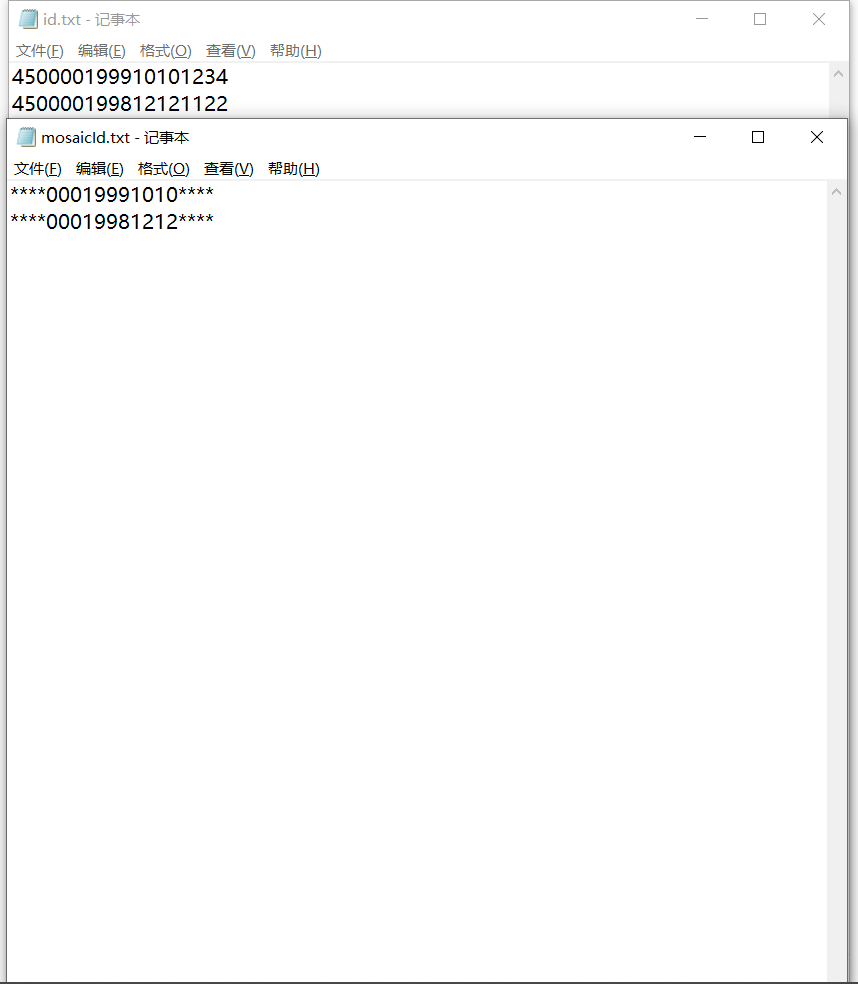 id.txt - 记事本
文件(F) 编辑(E) 格式(O) 查看(V) 帮助(H)
450000199910101234
450000199812121122
mosaicId.txt - 记事本
文件(F) 编辑(E) 格式(O) 查看(V) 帮助(H)
****00019991010****
****00019981212****